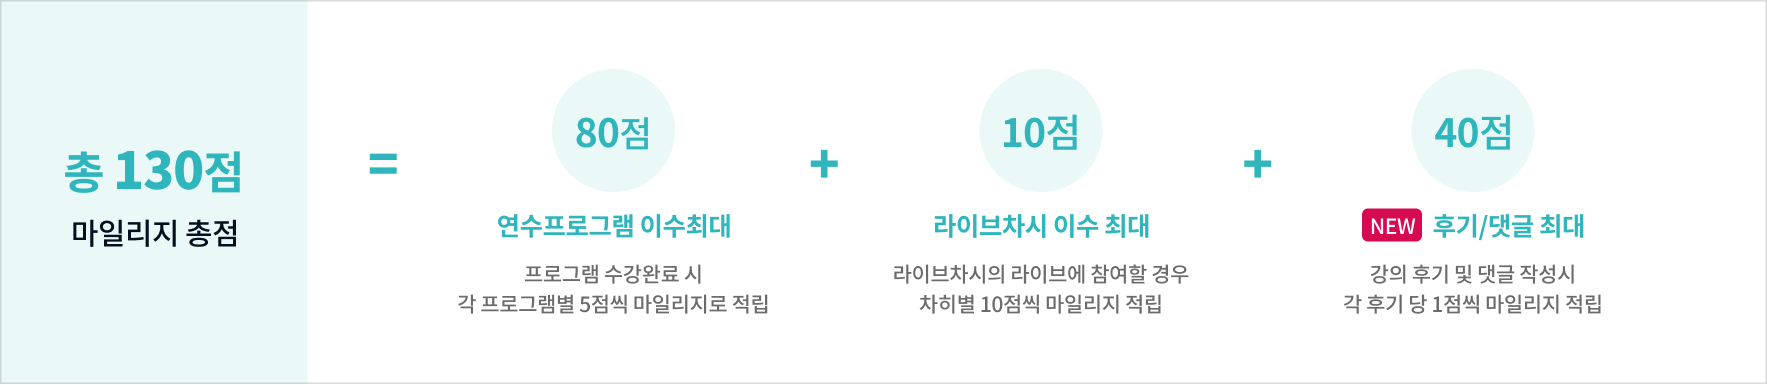 총 130점
마일리지 총점
=
80점
연수프로그램 이수최대
프로그램 수강완료 시
각 프로그램별 5점씩 마일리지로 적립
+
10점
라이브차시 이수 최대
라이브차시의 라이브에 참여할 경우
차히별 10점씩 마일리지 적립
+
40점
NEW 후기/댓글 최대
강의 후기 및 댓글 작성시
각 후기 당 1점씩 마일리지 적립